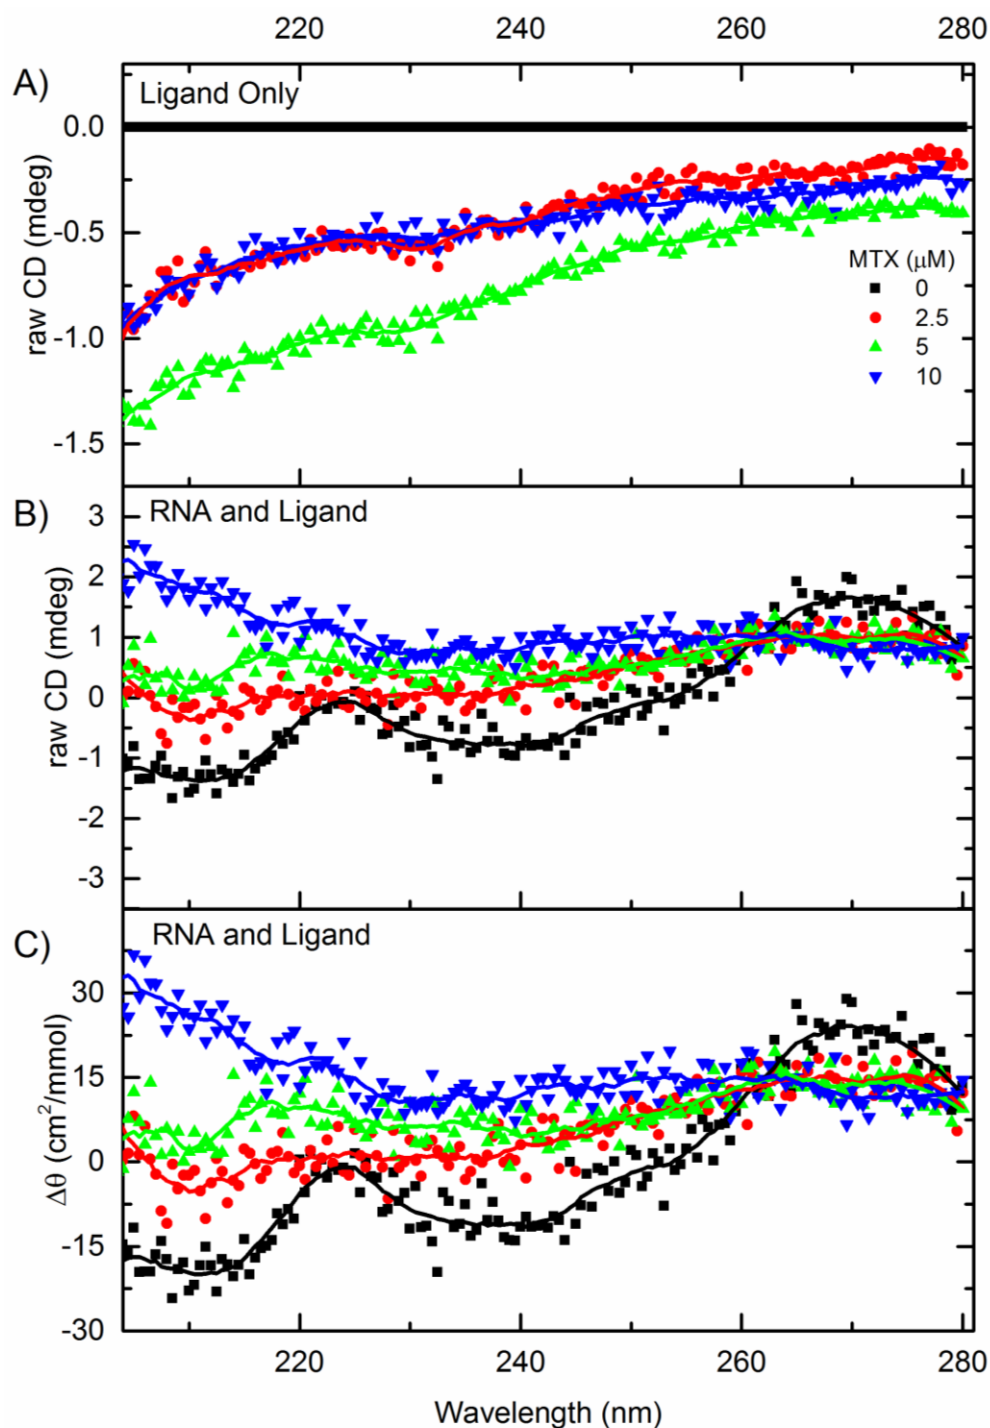 220 240 260 280
A)
Ligand Only
0.0
-0.5
-1.0
-1.5
raw CD (mdeg)
MTX (μM)
0
2.5
5
10
B)
RNA and Ligand
3
2
1
0
-1
-2
-3
raw CD (mdeg)
C)
RNA and Ligand
30
15
0
-15
-30
Δθ (cm²/mmol)
220 240 260 280
Wavelength (nm)